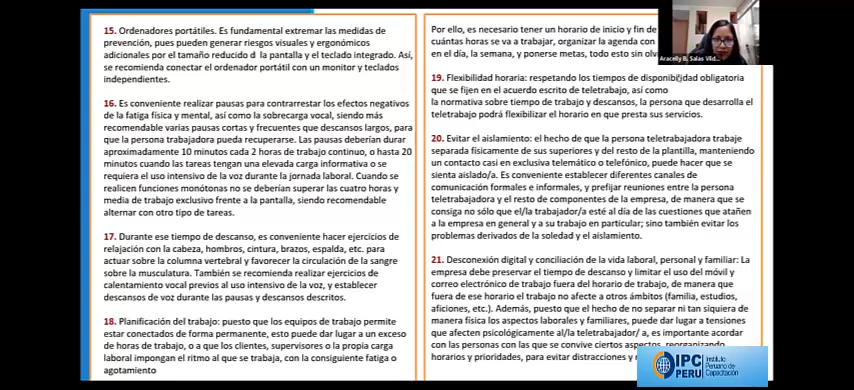 15. Ordenadores portátiles. Es fundamental extremar las medidas de
prevención, pues pueden generar riesgos visuales y ergonómicos
adicionales por el tamaño reducido d la pantalla y el teclado integrado. Así,
se recomienda conectar el ordenador portátil con un monitor y teclados
independientes.
16. Es conveniente realizar pausas para contrarrestar los efectos negativos
de la fatiga física y mental, así como la sobrecarga vocal, siendo más
recomendable varias pausas cortas y frecuentes que descansos largos, para
que la persona trabajadora pueda recuperarse. Las pausas deberían durar
aproximadamente 10 minutos cada 2 horas de trabajo continuo, o hasta 20
minutos cuando las tareas tengan una elevada carga informativa o se
requiera el uso intensivo de la voz durante la jornada laboral. Cuando se
realicen funciones monótonas no se deberían superar las cuatro horas y
media de trabajo exclusivo frente a la pantalla, siendo recomendable
alternar con otro tipo de tareas.
17. Durante ese tiempo de descanso, es conveniente hacer ejercicios de
relajación con la cabeza, hombros, cintura, brazos, espalda, etc. para
actuar sobre la columna vertebral y favorecer la circulación de la sangre
sobre la musculatura. También se recomienda realizar ejercicios de
calentamiento vocal previos al uso intensivo de la voz, y establecer
descansos de voz durante las pausas y descansos descritos.
18. Planificación del trabajo: puesto que los equipos de trabajo permite
estar conectados de forma permanente, esto puede dar lugar a un exceso
de horas de trabajo, o a que los clientes, supervisores o la propia carga
laboral impongan el ritmo al que se trabaja, con la consiguiente fatiga o
agotamiento
Por ello, es necesario tener un horario de inicio y fin de
cuántas horas se va a trabajar, organizar la agenda con
en el día, la semana, y ponerse metas, todo esto sin
19. Flexibilidad horaria: respetando los tiempos de disponibilidad obligatoria
que se fijen en el acuerdo escrito de teletrabajo, así como
la normativa sobre tiempo de trabajo y descansos, la persona que desarrolla el
teletrabajo podrá flexibilizar el horario en que presta sus servicios.
20. Evitar el aislamiento: el hecho de que la persona teletrabajadora trabaje
separada físicamente de sus superiores y del resto de la plantilla, manteniendo
un contacto casi en exclusiva telemático o telefónico, puede hacer que se
sienta aislado/a. Es conveniente establecer diferentes canales de
comunicación formales e informales, y prefijar reuniones entre la persona
teletrabajadora y el resto de componentes de la empresa, de manera que se
consiga no sólo que el/la trabajador/a esté al día de las cuestiones que atañen
a la empresa en general y a su trabajo en particular; sino también evitar los
problemas derivados de la soledad y el aislamiento.
21. Desconexión digital y conciliación de la vida laboral, personal y familiar: La
empresa debe preservar el tiempo de descanso y limitar el uso del móvil y
correo electrónico de trabajo fuera del horario de trabajo, de manera que
fuera de ese horario el trabajo no afecte a otros ámbitos (familia, estudios,
aficiones, etc.). Además, puesto que el hecho de no separar ni tan siquiera de
manera física los aspectos laborales y familiares, puede dar lugar a tensiones
que afecten psicológicamente al/la teletrabajador/ a, es importante acordar
con las personas con las que se convive ciertos aspectos, reorganizando
horarios y prioridades, para evitar distracciones y
Aracelly B. Salas
IPC
PERU
Instituto
Peruano de
Capacitación